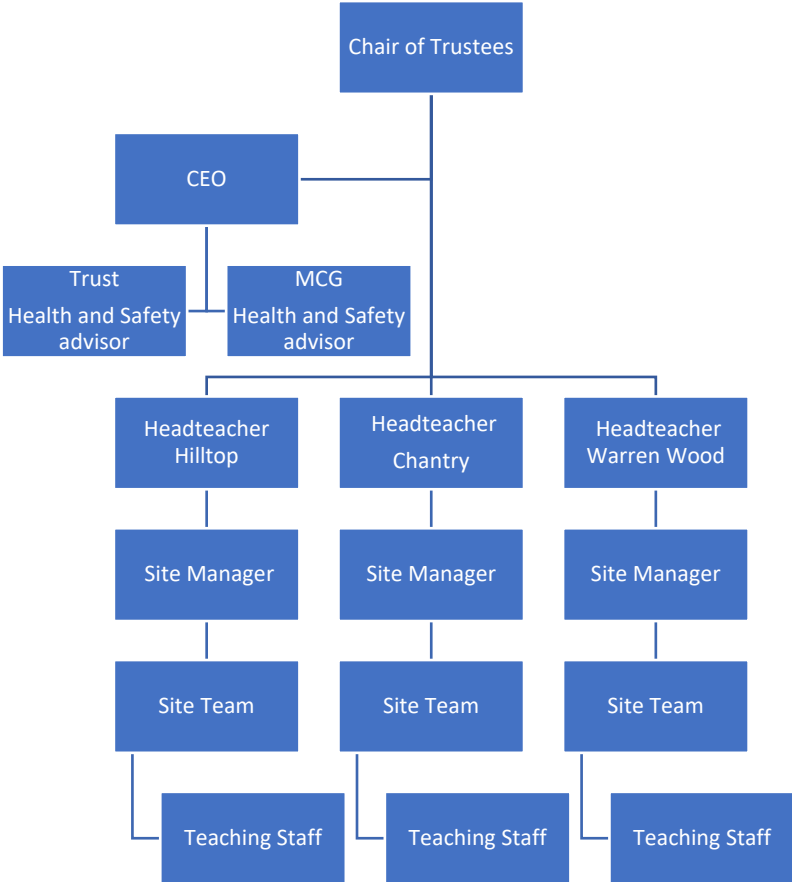 Chair of Trustees
CEO
Trust
Health and Safety
advisor
MCG
Health and Safety
advisor
Headteacher
Hilltop
Headteacher
Chantry
Headteacher
Warren Wood
Site Manager
Site Manager
Site Manager
Site Team
Site Team
Site Team
Teaching Staff
Teaching Staff
Teaching Staff